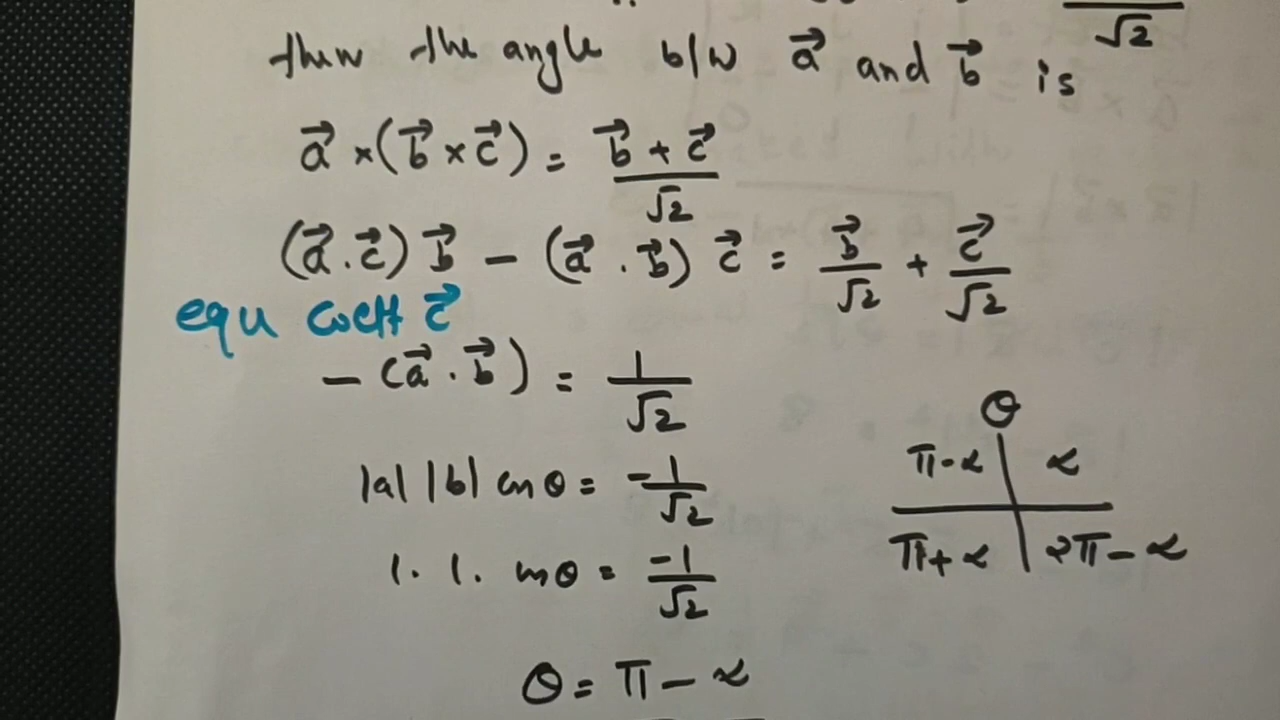 √2
then the angle b/w a⃗ and b⃗ is
a⃗ × (b⃗ × c⃗) = (b⃗ + c⃗)/√2
(a⃗ . c⃗) b⃗ − (a⃗ . b⃗) c⃗ = b⃗/√2 + c⃗/√2
equ coeff c⃗
− (a⃗ . b⃗) = 1/√2
|a| |b| cos θ = −1/√2
1. 1. cos θ = −1/√2
θ = π − α
θ
π-α | α
π+α | 2π − α